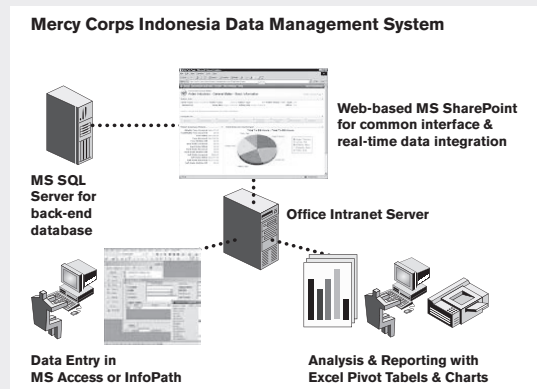 Mercy Corps Indonesia Data Management System
Web-based MS SharePoint
for common interface &
real-time data integration
MS SQL
Server for
back-end
database
Office Intranet Server
Data Entry in
MS Access or InfoPath
Analysis & Reporting with
Excel Pivot Tabels & Charts